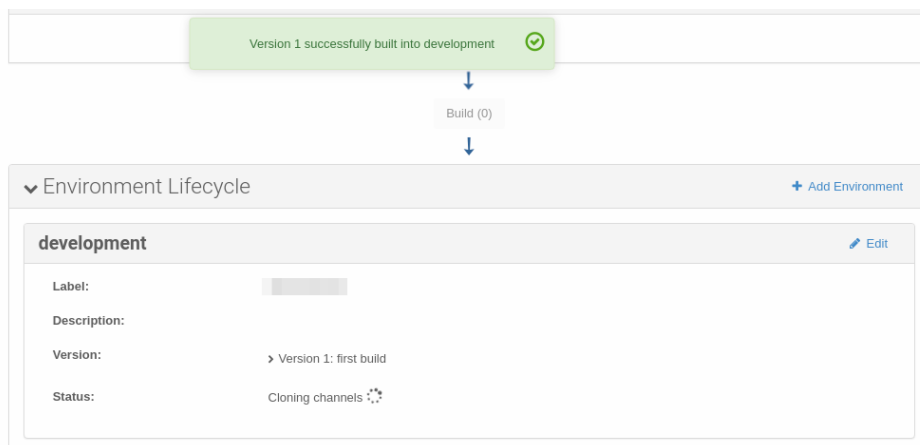 Version 1 successfully built into development
Build (0)
Environment Lifecycle
Add Environment
development
Edit
Label:
Description:
Version:
Version 1: first build
Status:
Cloning channels